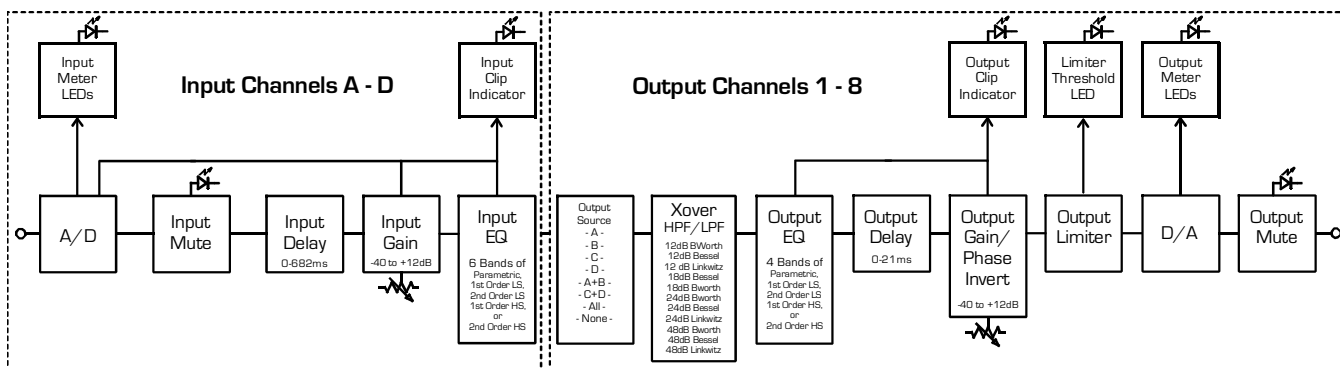 Input
Meter
LEDs
Input Channels A - D
Input
Clip
Indicator
Output Channels 1 - 8
Output
Clip
Indicator
Limiter
Threshold
LED
Output
Meter
LEDs
A/D
Input
Mute
Input
Delay
0-682ms
Input
Gain
-40 to +12dB
Input
EQ
6 Bands of
Parametric,
1st Order LS,
2nd Order LS
1st Order HS,
or
2nd Order HS
Output
Source
- A -
- B -
- C -
- D -
- A+B -
- C+D -
- All -
- None -
Xover
HPF/LPF
12dB BWorth
12dB Bessel
12 dB Linkwitz
18dB Bessel
18dB Bworth
24dB Bworth
24dB Bessel
24dB Linkwitz
48dB Bworth
48dB Bessel
48dB Linkwitz
Output
EQ
4 Bands of
Parametric,
1st Order LS,
2nd Order LS
1st Order HS,
or
2nd Order HS
Output
Delay
0-21ms
Output
Gain/
Phase
Invert
-40 to +12dB
Output
Limiter
D/A
Output
Mute